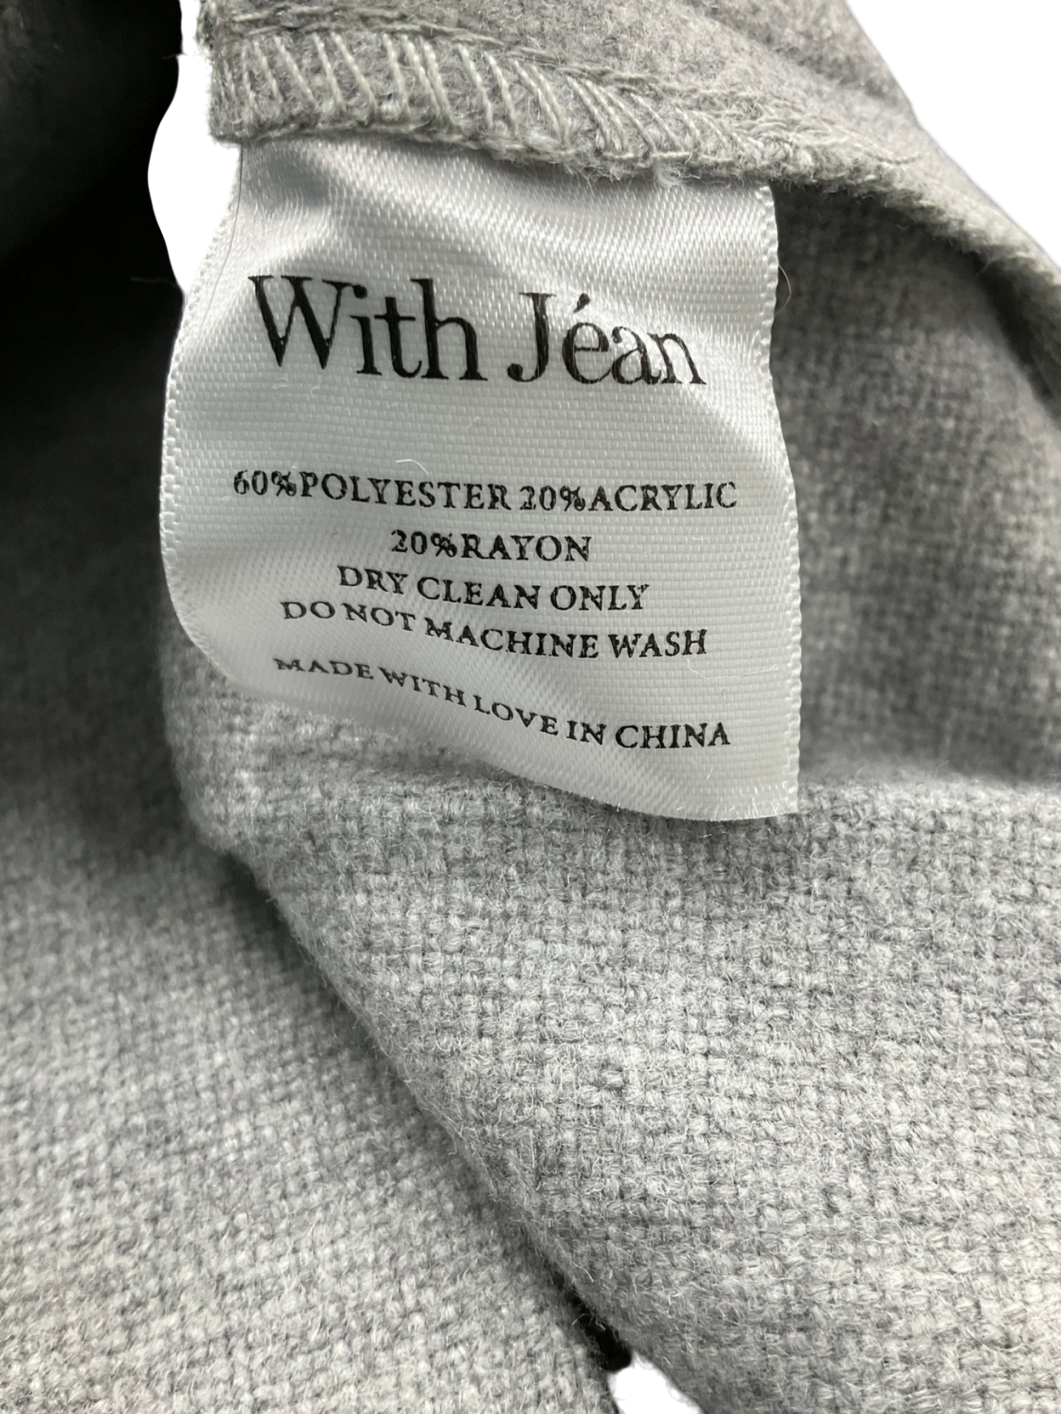 With Jéan
60%POLYESTER 20%ACRYLIC
20%RAYON
DRY CLEAN ONLY
DO NOT MACHINE WASH
MADE WITH LOVE IN CHINA